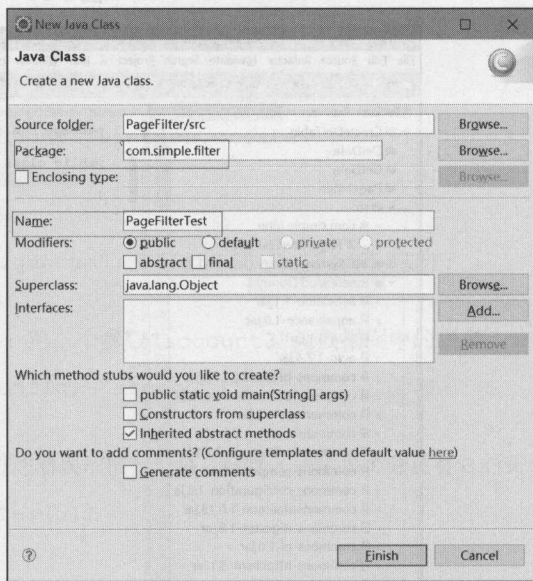 New Java Class
Java Class
Create a new Java class.
Source folder: PageFilter/src Browse...
Package: com.simple.filter Browse...
Enclosing type: Browse...
Name: PageFilterTest
Modifiers: public default private protected
abstract final static
Superclass: java.lang.Object Browse...
Interfaces: Add...
Remove
Which method stubs would you like to create?
public static void main(String[] args)
Constructors from superclass
Inherited abstract methods
Do you want to add comments? (Configure templates and default value here)
Generate comments
Finish Cancel